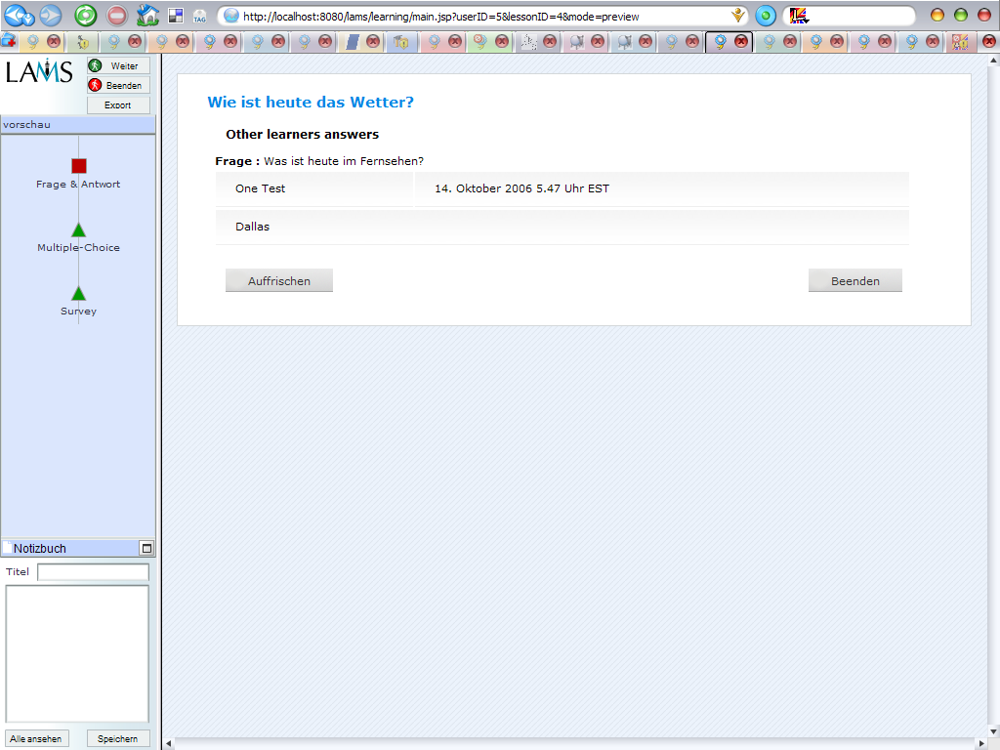 http://localhost:8080/lams/learning/main.jsp?userID=5&lessonID=4&mode=preview
TAG
LAMS
Weiter
Beenden
Export
vorschau
Frage & Antwort
Multiple-Choice
Survey
Notizbuch
Titel
Alle ansehen
Speichern
Wie ist heute das Wetter?
Other learners answers
Frage : Was ist heute im Fernsehen?
One Test 14. Oktober 2006 5.47 Uhr EST
Dallas
Auffrischen Beenden